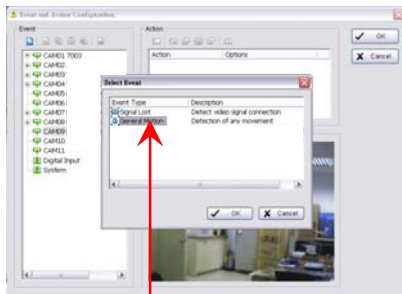 Event and Action Configuration
Event
Action
OK
Cancel
Action Options
CAM01 7003
CAM02
CAM03
CAM04
CAM05
CAM06
CAM07
CAM08
CAM09
CAM10
CAM11
Digital Input
System
Select Event
Event Type Description
Signal Lost Detect video signal connection
General Motion Detection of any movement
OK Cancel